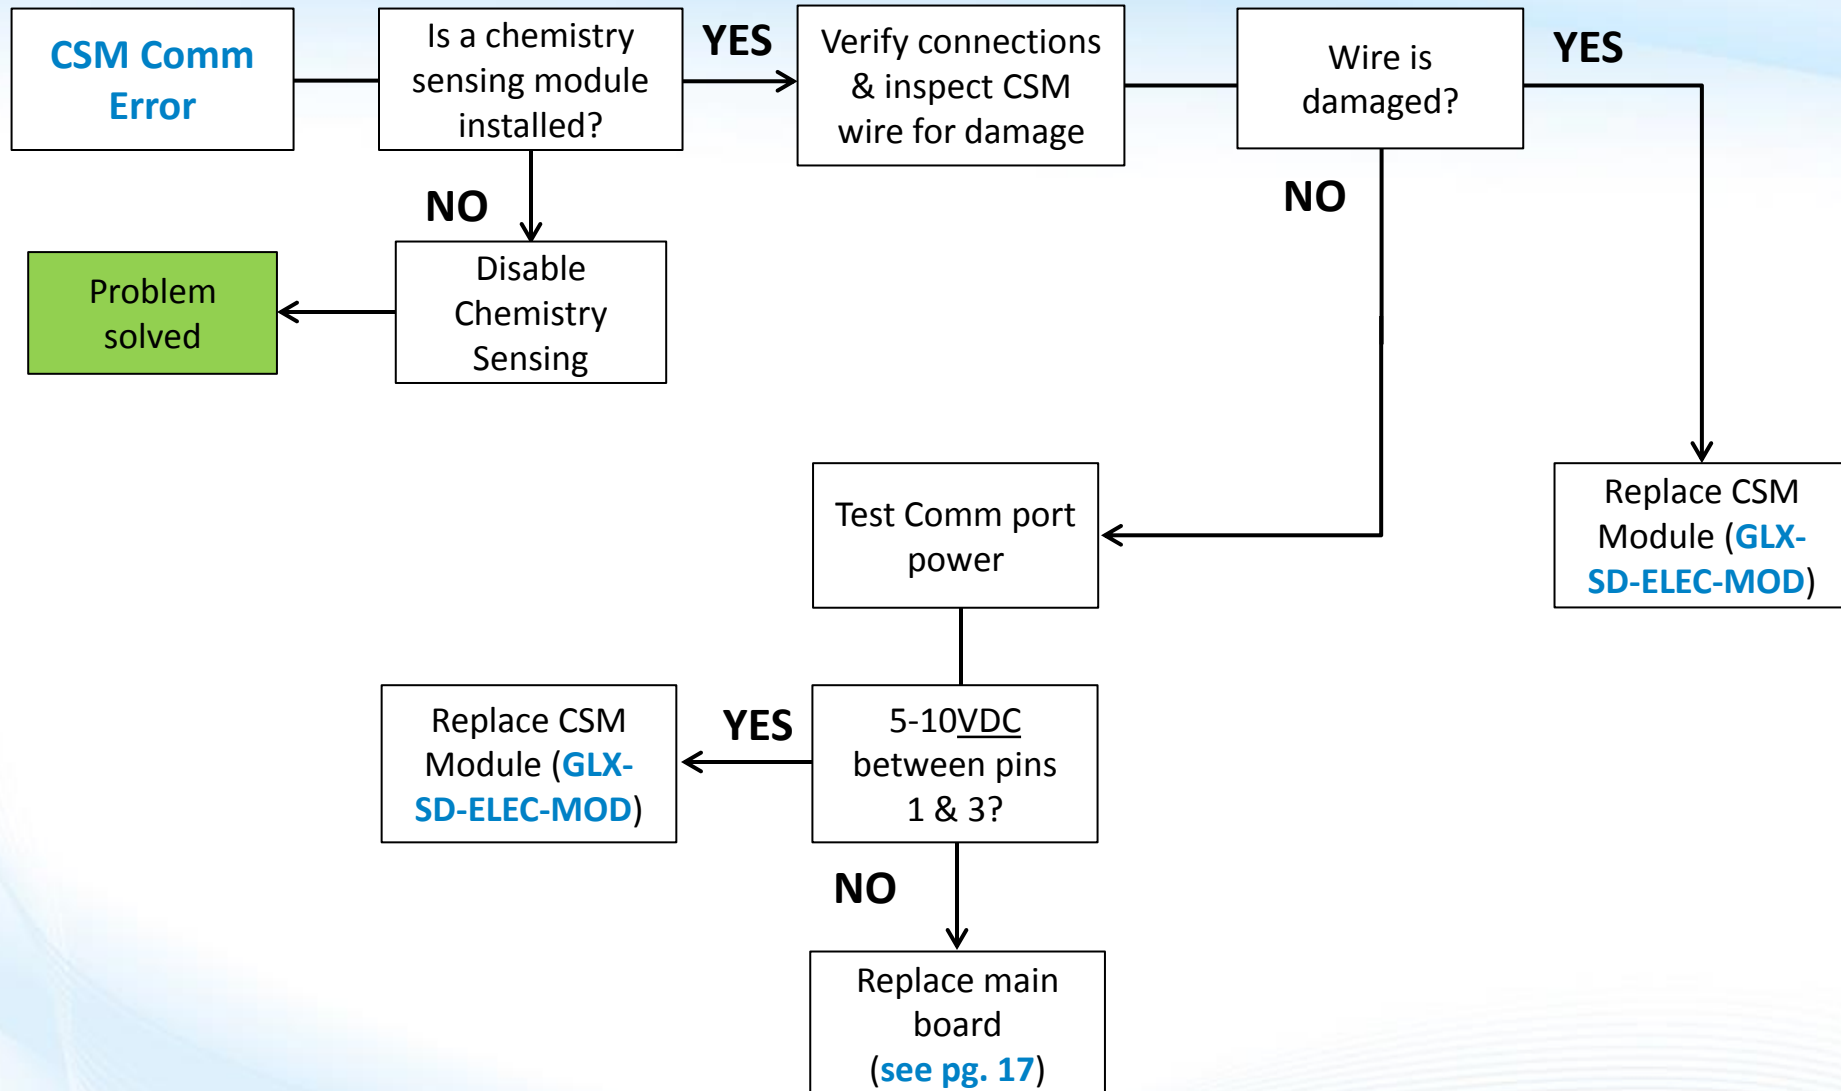 CSM Comm
Error
Is a chemistry
sensing module
installed?
YES
Verify connections
& inspect CSM
wire for damage
Wire is
damaged?
YES
NO
NO
Problem
solved
Disable
Chemistry
Sensing
Test Comm port
power
Replace CSM
Module (GLX-
SD-ELEC-MOD)
Replace CSM
Module (GLX-
SD-ELEC-MOD)
YES
5-10VDC
between pins
1 & 3?
NO
Replace main
board
(see pg. 17)